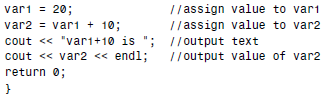 var1 = 20; //assign value to var1
var2 = var1 + 10; //assign value to var2
cout << "var1+10 is "; //output text
cout << var2 << endl; //output value of var2
return 0;
}